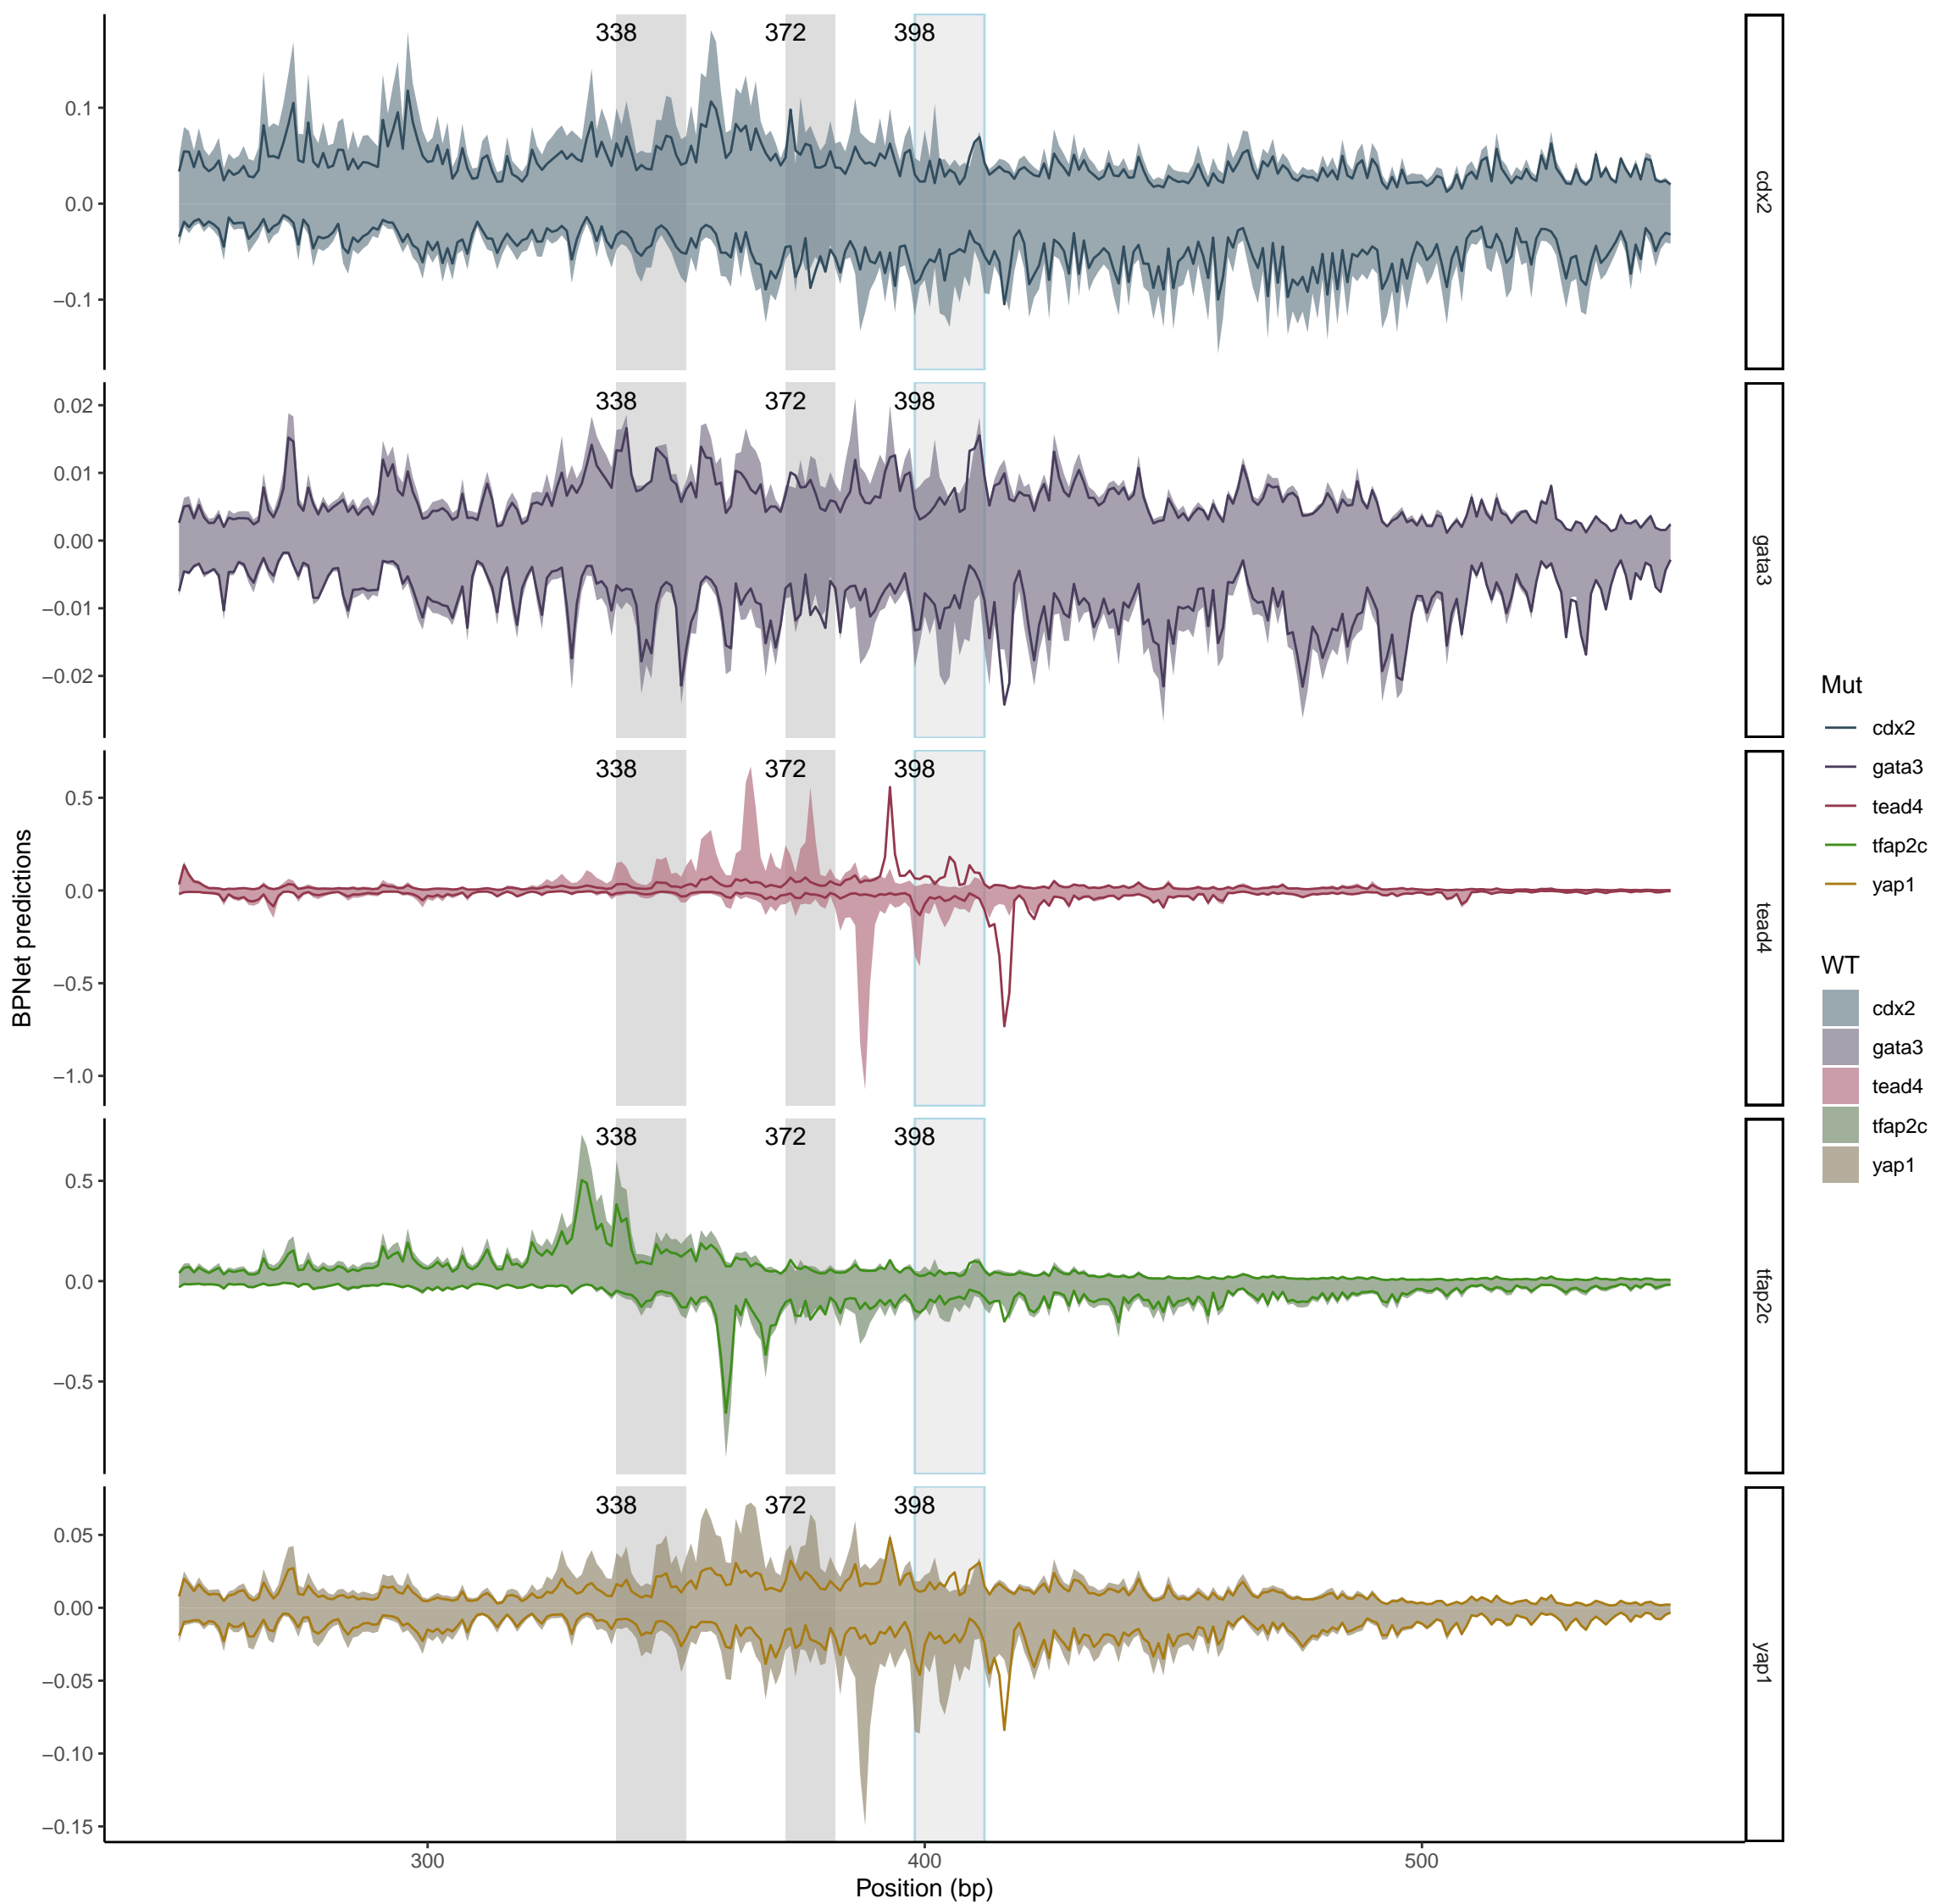 338 372 398
0.1
0.0
−0.1
cdx2
338 372 398
0.02
0.01
0.00
−0.01
−0.02
gata3
338 372 398
0.5
0.0
−0.5
−1.0
tead4
338 372 398
0.5
0.0
−0.5
tfap2c
338 372 398
0.05
0.00
−0.05
−0.10
−0.15
yap1
300 400 500
Position (bp)
BPNet predictions
Mut
cdx2
gata3
tead4
tfap2c
yap1
WT
cdx2
gata3
tead4
tfap2c
yap1